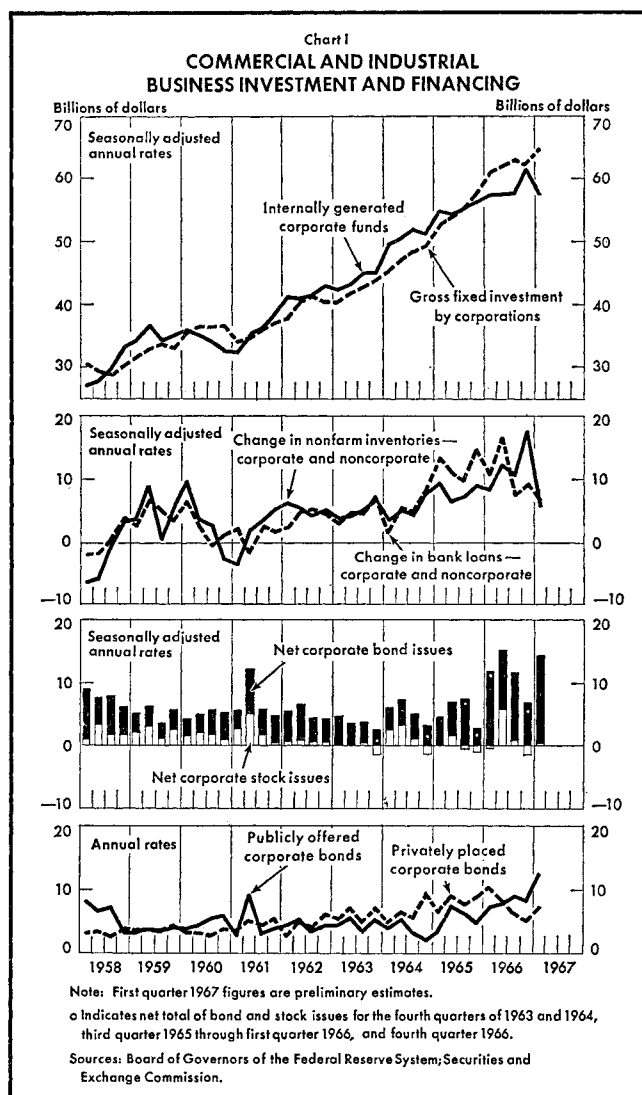 Chart I
COMMERCIAL AND INDUSTRIAL
BUSINESS INVESTMENT AND FINANCING
Billions of dollars Billions of dollars
70 70
Seasonally adjusted
annual rates
60 60
Internally generated
corporate funds
50 50
Gross fixed investment
by corporations
40 40
30 30
20 20
Seasonally adjusted
annual rates
Change in nonfarm inventories—
corporate and noncorporate
10 10
0 0
Change in bank loans—
corporate and noncorporate
—10 —10
20 20
Seasonally adjusted
annual rates
Net corporate bond issues
10 10
0 0
Net corporate stock issues
—10 —10
20 20
Annual rates
Publicly offered
corporate bonds
Privately placed
corporate bonds
10 10
0 0
1958 1959 1960 1961 1962 1963 1964 1965 1966 1967
Note: First quarter 1967 figures are preliminary estimates.
o Indicates net total of bond and stock issues for the fourth quarters of 1963 and 1964,
third quarter 1965 through first quarter 1966, and fourth quarter 1966.
Sources: Board of Governors of the Federal Reserve System; Securities and
Exchange Commission.